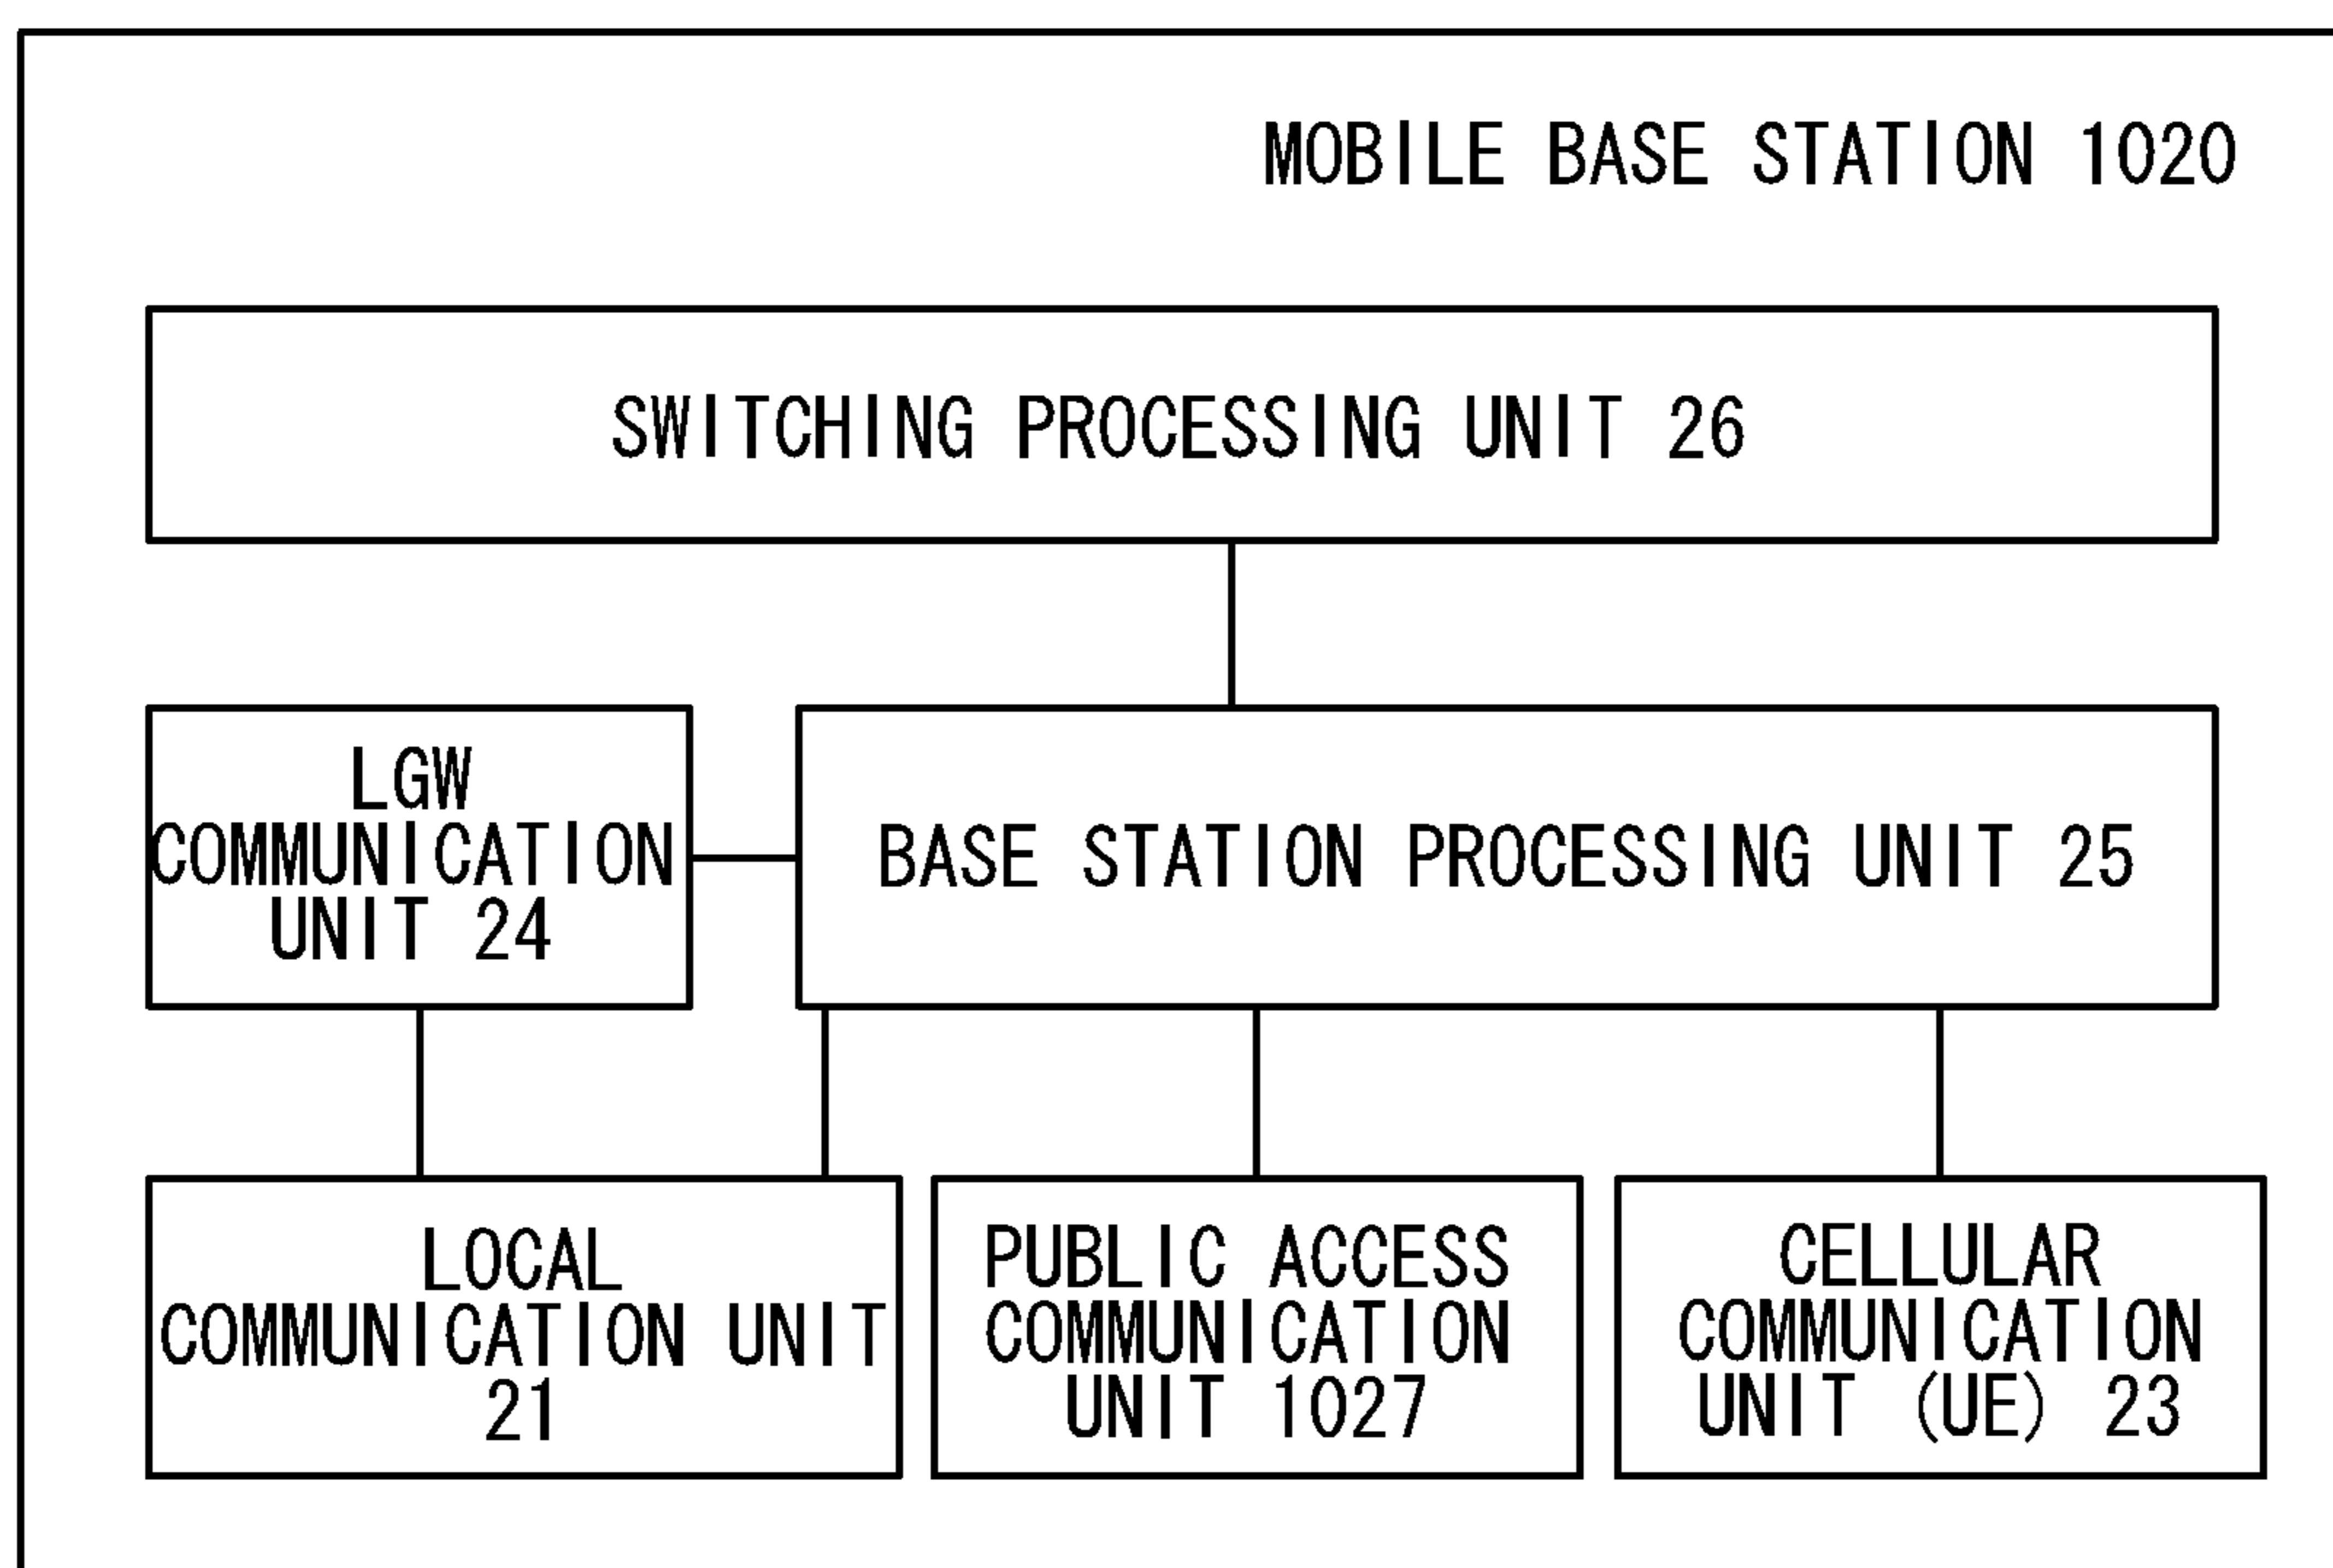 MOBILE BASE STATION 1020
SWITCHING PROCESSING UNIT 26
LGW
COMMUNICATION
UNIT 24
BASE STATION PROCESSING UNIT 25
LOCAL
COMMUNICATION UNIT
21
PUBLIC ACCESS
COMMUNICATION
UNIT 1027
CELLULAR
COMMUNICATION
UNIT (UE) 23